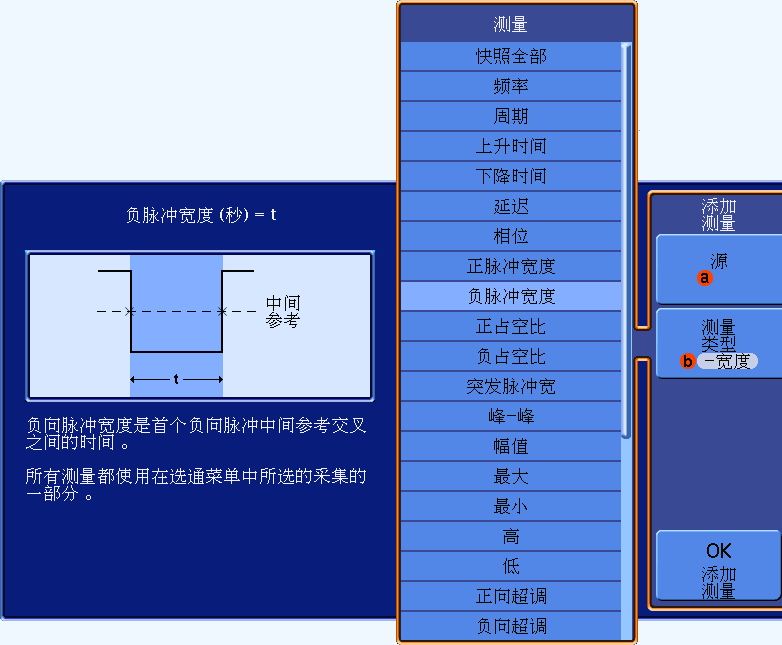 测量
快照全部
频率
周期
上升时间
下降时间
延迟
相位
正脉冲宽度
负脉冲宽度
正占空比
负占空比
突发脉冲宽
峰-峰
幅值
最大
最小
高
低
正向超调
负向超调
负脉冲宽度 (秒) = t
中间
参考
t
负向脉冲宽度是首个负向脉冲中间参考交叉
之间的时间。
所有测量都使用在选通菜单中所选的采集的
一部分。
添加
测量
源
a
测量
类型
b -宽度
OK
添加
测量